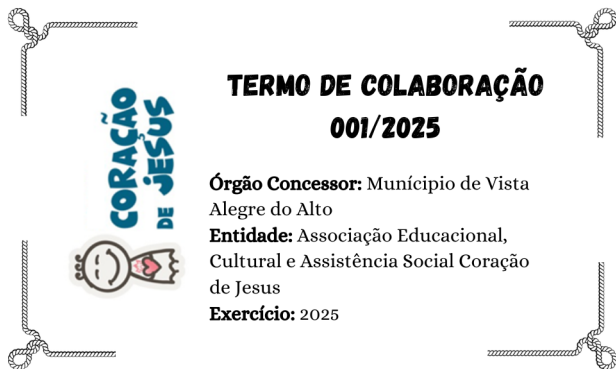 CORAÇÃO
DE JESUS
TERMO DE COLABORAÇÃO
001/2025
Órgão Concessor: Munícipio de Vista
Alegre do Alto
Entidade: Associação Educacional,
Cultural e Assistência Social Coração
de Jesus
Exercício: 2025